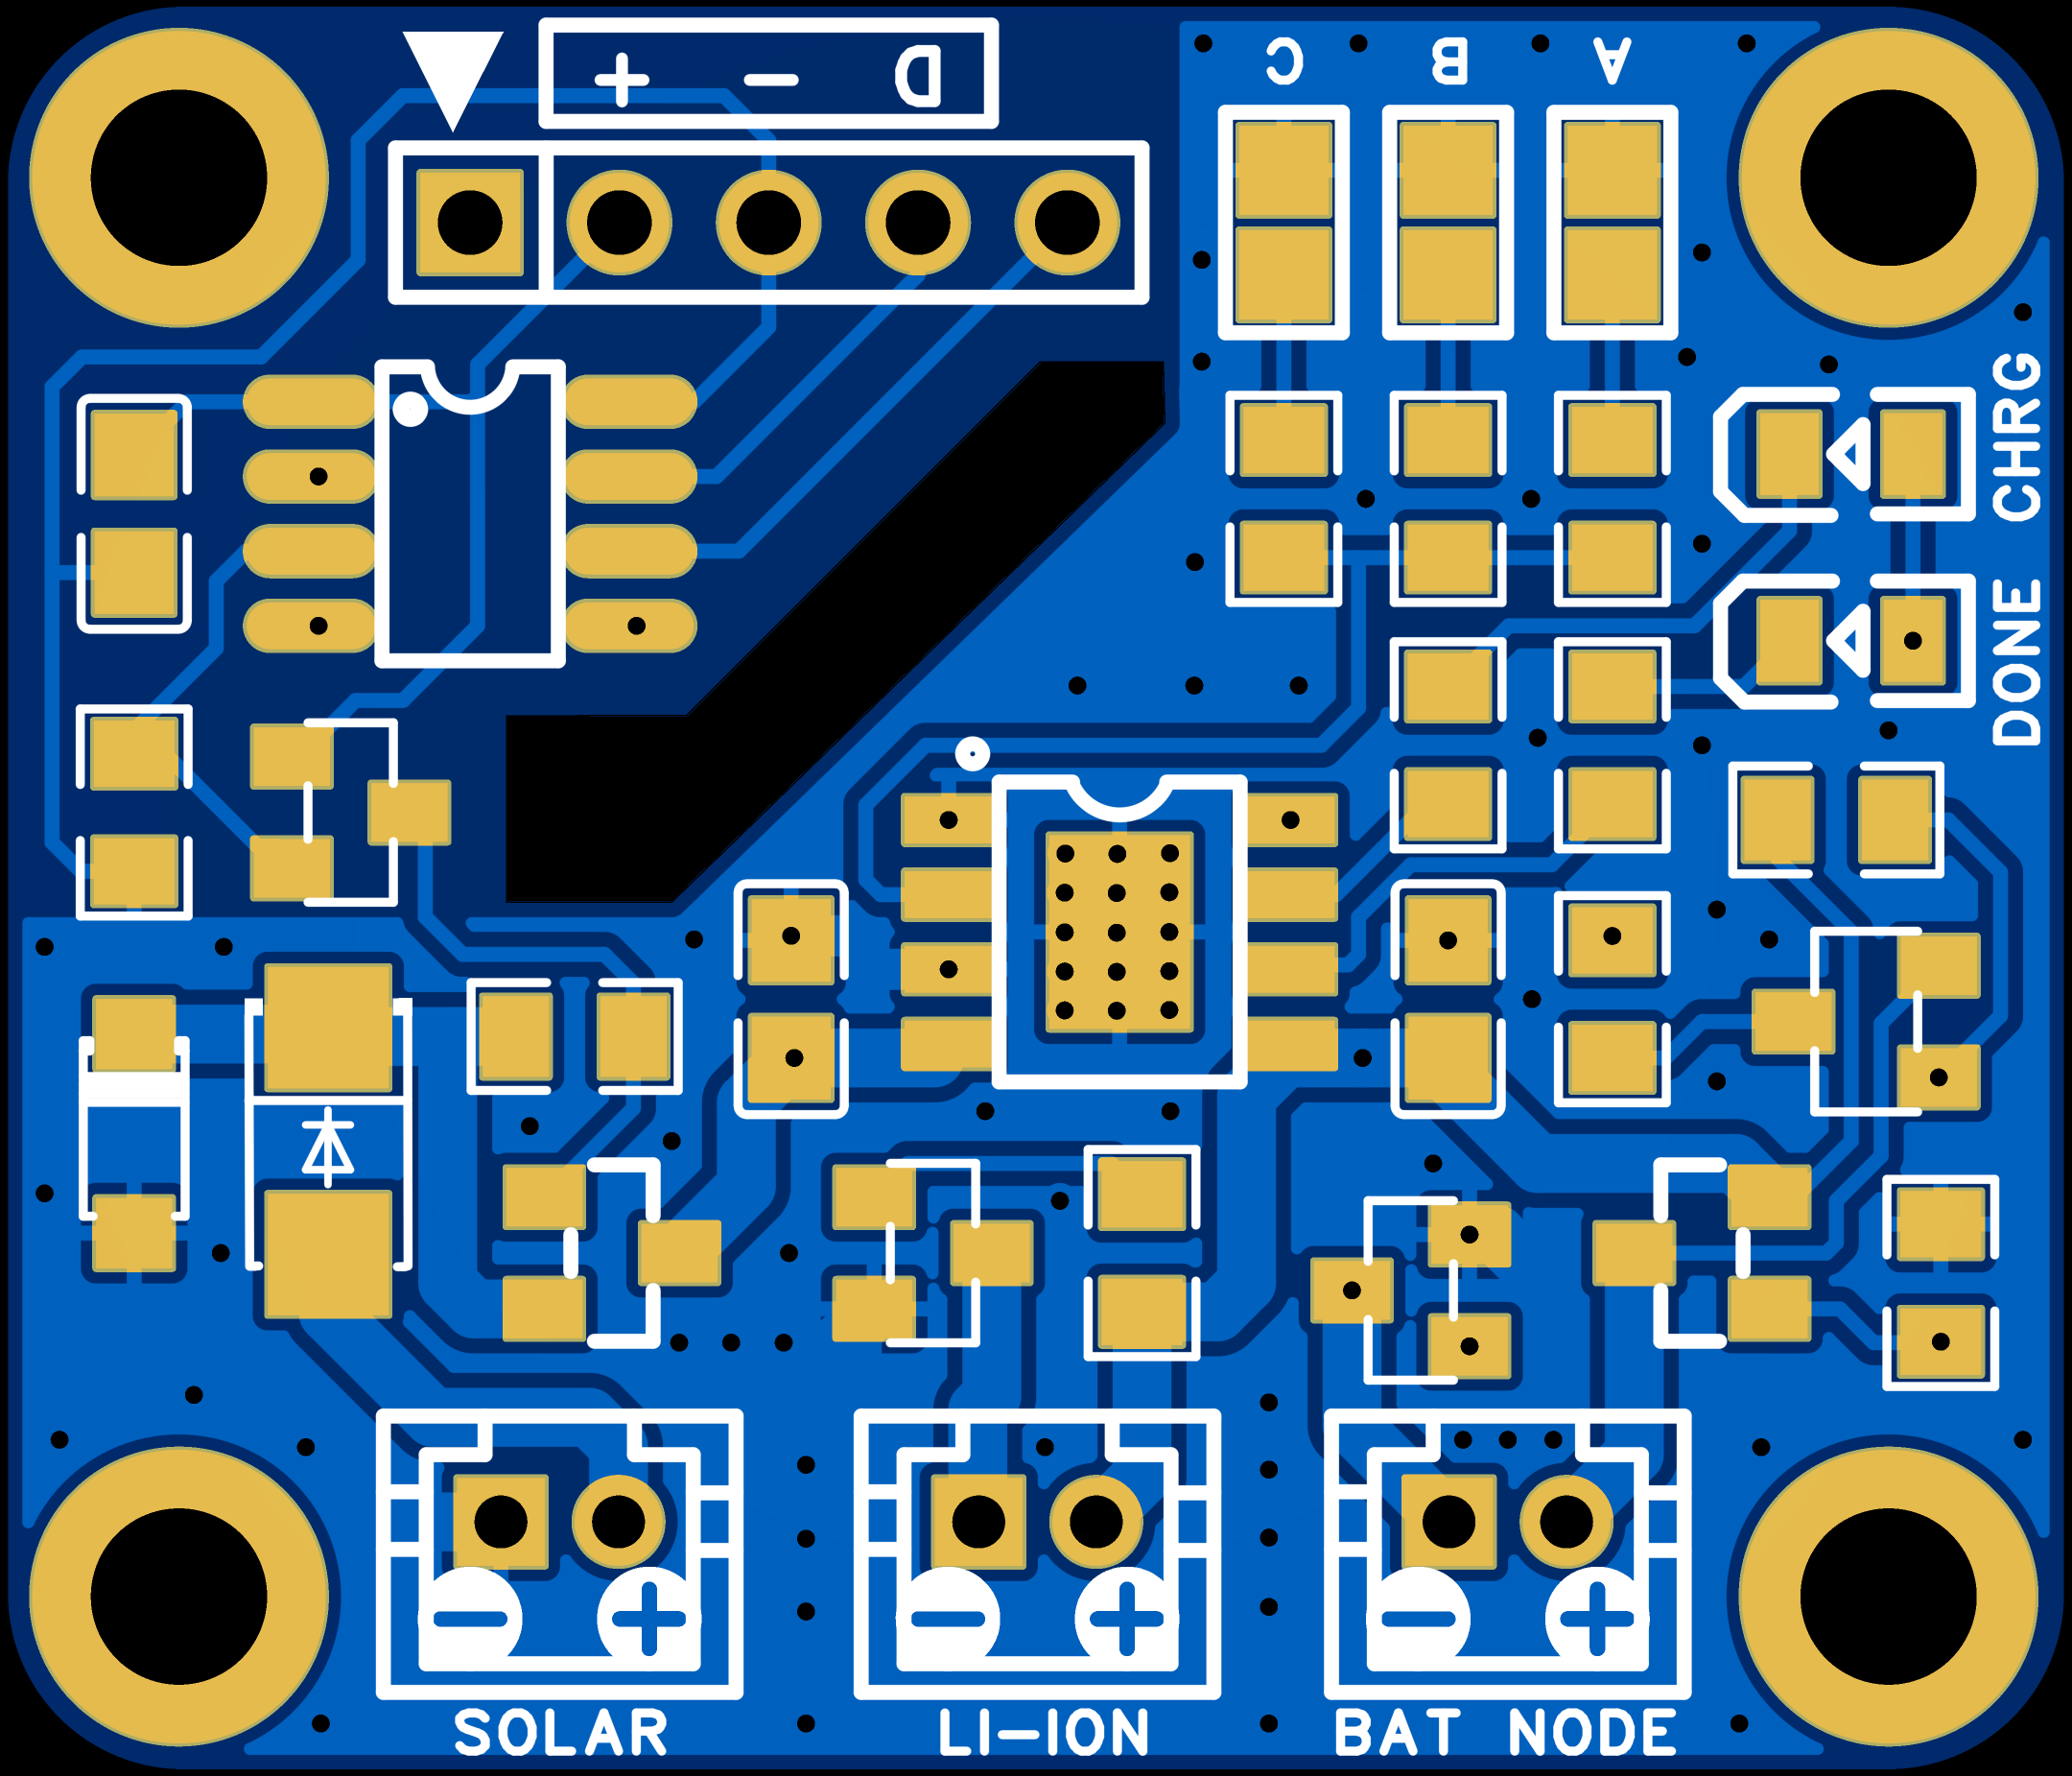 + - D
C B A
CHRG
DONE
- + - + - +
SOLAR LI-ION BAT NODE